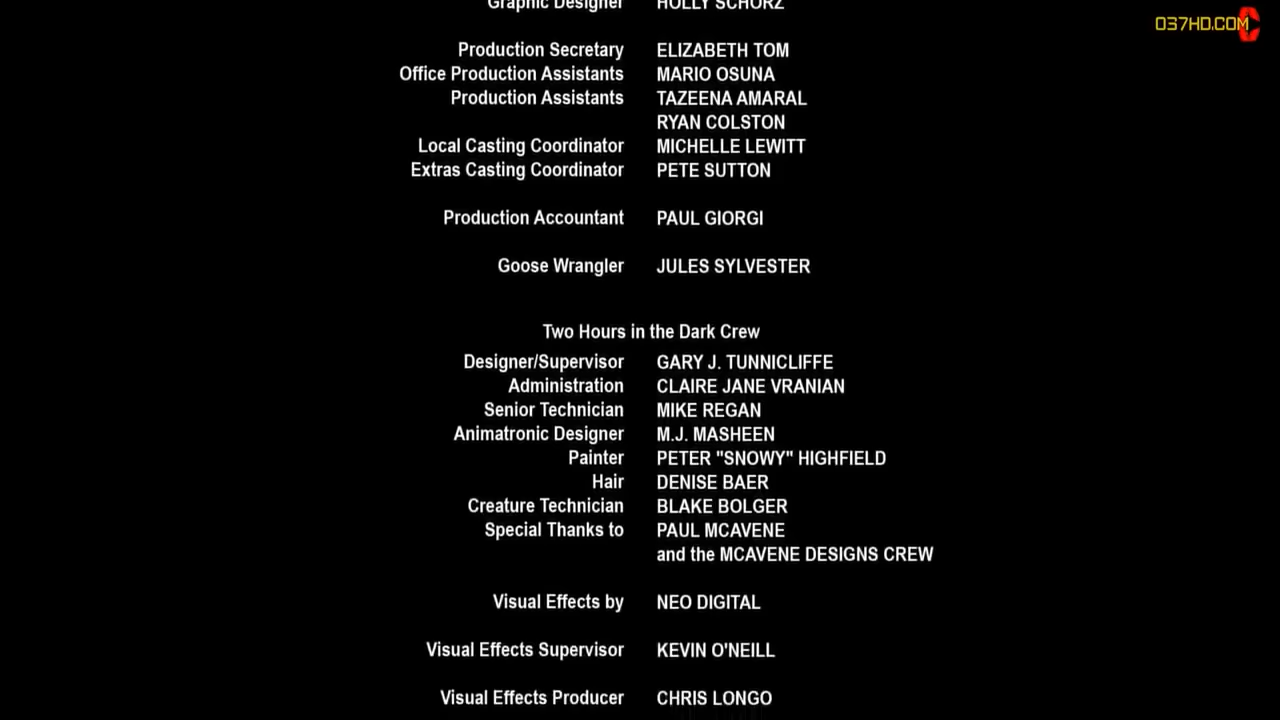 Graphic Designer HOLLY SCHORZ
037HD.COM
Production Secretary ELIZABETH TOM
Office Production Assistants MARIO OSUNA
Production Assistants TAZEENA AMARAL
RYAN COLSTON
Local Casting Coordinator MICHELLE LEWITT
Extras Casting Coordinator PETE SUTTON
Production Accountant PAUL GIORGI
Goose Wrangler JULES SYLVESTER
Two Hours in the Dark Crew
Designer/Supervisor GARY J. TUNNICLIFFE
Administration CLAIRE JANE VRANIAN
Senior Technician MIKE REGAN
Animatronic Designer M.J. MASHEEN
Painter PETER "SNOWY" HIGHFIELD
Hair DENISE BAER
Creature Technician BLAKE BOLGER
Special Thanks to PAUL MCAVENE
and the MCAVENE DESIGNS CREW
Visual Effects by NEO DIGITAL
Visual Effects Supervisor KEVIN O'NEILL
Visual Effects Producer CHRIS LONGO